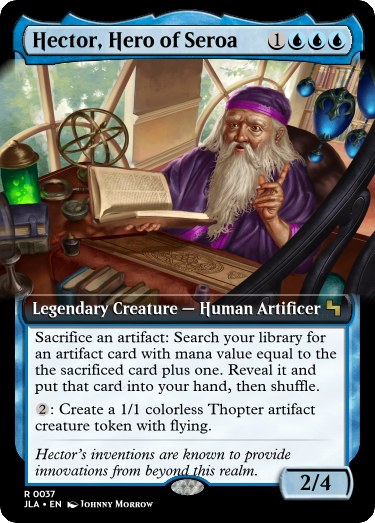 Hector, Hero of Seroa 1
Legendary Creature — Human Artificer
Sacrifice an artifact: Search your library for
an artifact card with mana value equal to the
the sacrificed card plus one. Reveal it and
put that card into your hand, then shuffle.
2: Create a 1/1 colorless Thopter artifact
creature token with flying.
Hector's inventions are known to provide
innovations from beyond this realm.
2/4
R 0037
JLA • EN Johnny Morrow